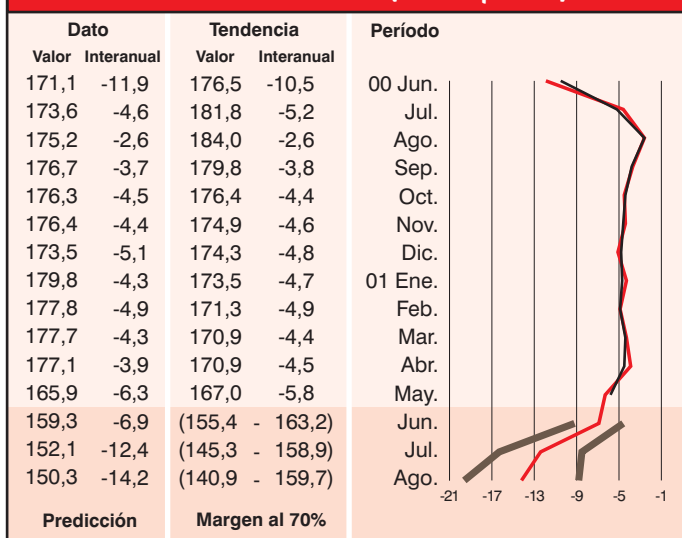 Dato Tendencia Período
Valor Interanual Valor Interanual
171,1 -11,9 176,5 -10,5 00 Jun.
173,6 -4,6 181,8 -5,2 Jul.
175,2 -2,6 184,0 -2,6 Ago.
176,7 -3,7 179,8 -3,8 Sep.
176,3 -4,5 176,4 -4,4 Oct.
176,4 -4,4 174,9 -4,6 Nov.
173,5 -5,1 174,3 -4,8 Dic.
179,8 -4,3 173,5 -4,7 01 Ene.
177,8 -4,9 171,3 -4,9 Feb.
177,7 -4,3 170,9 -4,4 Mar.
177,1 -3,9 170,9 -4,5 Abr.
165,9 -6,3 167,0 -5,8 May.
159,3 -6,9 (155,4 - 163,2) Jun.
152,1 -12,4 (145,3 - 158,9) Jul.
150,3 -14,2 (140,9 - 159,7) Ago.
-21 -17 -13 -9 -5 -1
Predicción Margen al 70%